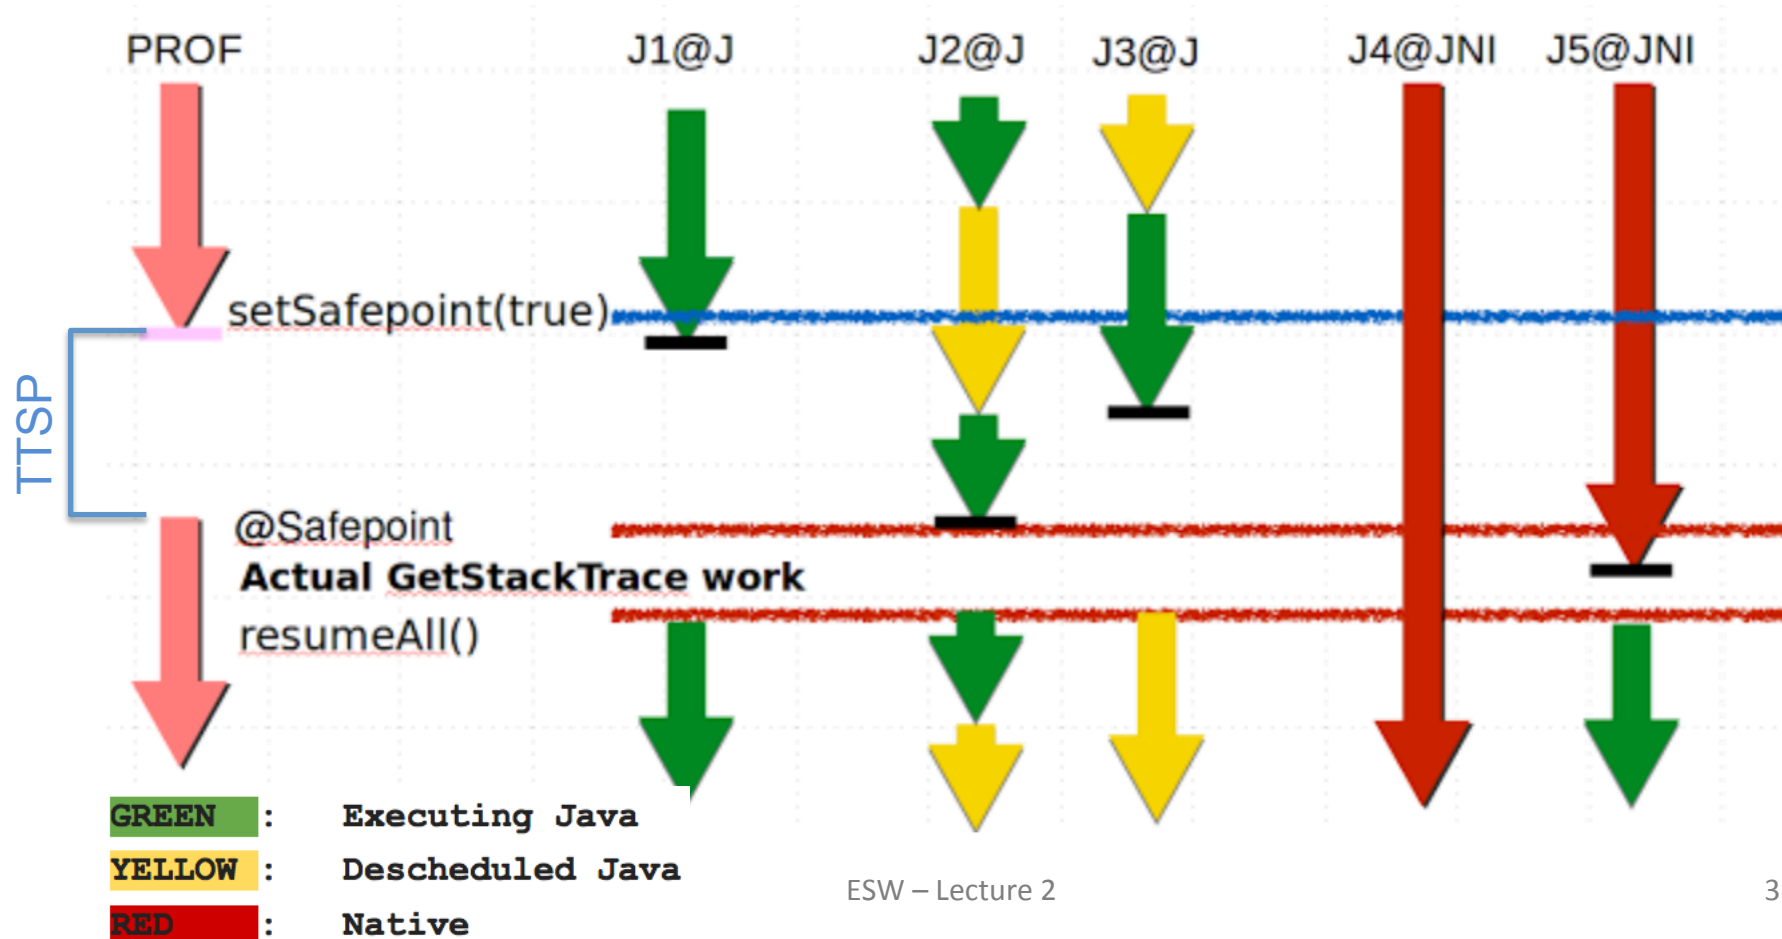 PROF J1@J J2@J J3@J J4@JNI J5@JNI
setSafepoint(true)
TTSP
@Safepoint
Actual GetStackTrace work
resumeAll()
GREEN : Executing Java
YELLOW : Descheduled Java
RED : Native
ESW – Lecture 2
3